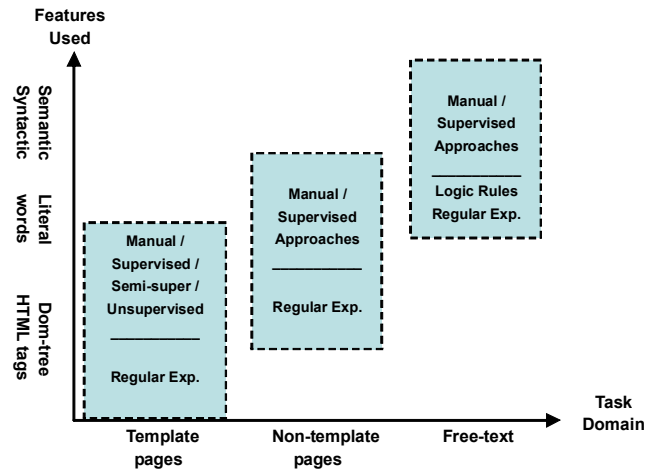 Features
Used
Semantic
Syntactic
Literal
words
Dom-tree
HTML tags
Manual /
Supervised /
Semi-super /
Unsupervised
Regular Exp.
Manual /
Supervised
Approaches
Regular Exp.
Manual /
Supervised
Approaches
Logic Rules
Regular Exp.
Template
pages
Non-template
pages
Free-text
Task
Domain